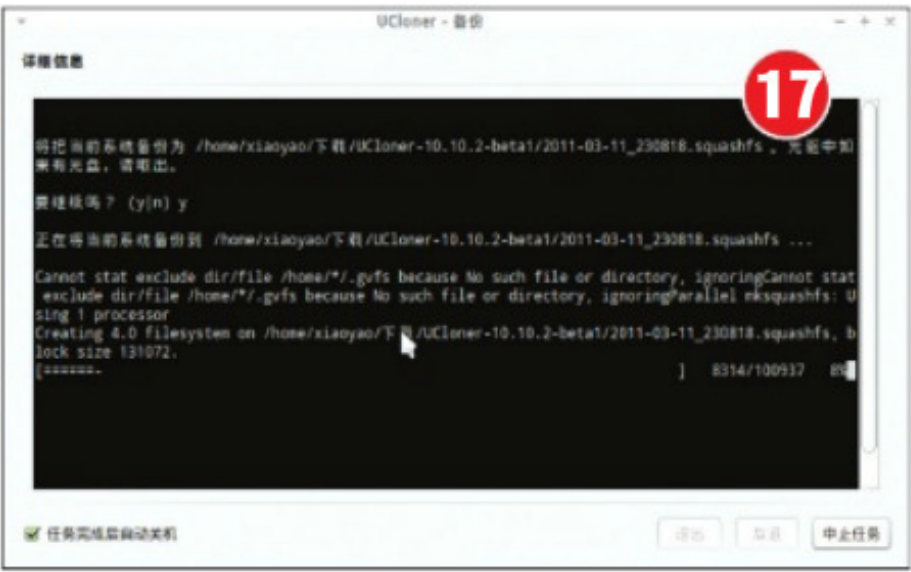 UCloner - 备份
详细信息
17
将把当前系统备份为 /home/xiaoyao/下载/UCloner-10.10.2-beta1/2011-03-11_230818.squashfs 。光驱中如
果有光盘，请取出。
要继续吗？ (y|n) y
正在将当前系统备份到 /home/xiaoyao/下载/UCloner-10.10.2-beta1/2011-03-11_230818.squashfs ...
Cannot stat exclude dir/file /home/*/.gvfs because No such file or directory, ignoringCannot stat
exclude dir/file /home/*/.gvfs because No such file or directory, ignoringParallel mksquashfs: U
sing 1 processor
Creating 4.0 filesystem on /home/xiaoyao/下载/UCloner-10.10.2-beta1/2011-03-11_230818.squashfs, b
lock size 131072.
[======- ] 8314/100937 8%
任务完成后自动关机
中止任务